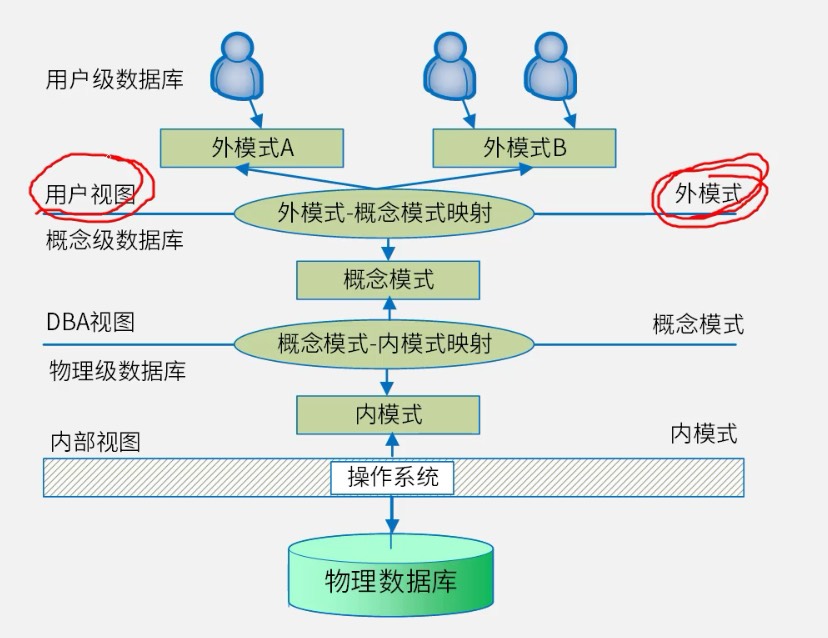 用户级数据库
外模式A
外模式B
用户视图
外模式
外模式-概念模式映射
概念级数据库
概念模式
DBA视图
概念模式
概念模式-内模式映射
物理级数据库
内模式
内部视图
内模式
操作系统
物理数据库